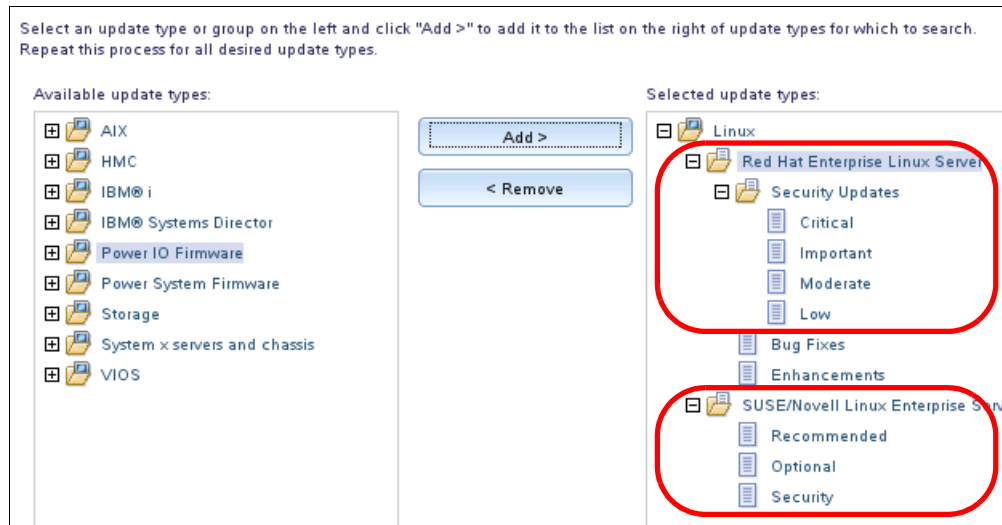 Select an update type or group on the left and click "Add >" to add it to the list on the right of update types for which to search.
Repeat this process for all desired update types.
Available update types:
AIX
HMC
IBM® i
IBM® Systems Director
Power IO Firmware
Power System Firmware
Storage
System x servers and chassis
VIOS
Add >
< Remove
Selected update types:
Linux
Red Hat Enterprise Linux Server
Security Updates
Critical
Important
Moderate
Low
Bug Fixes
Enhancements
SUSE/Novell Linux Enterprise
Recommended
Optional
Security